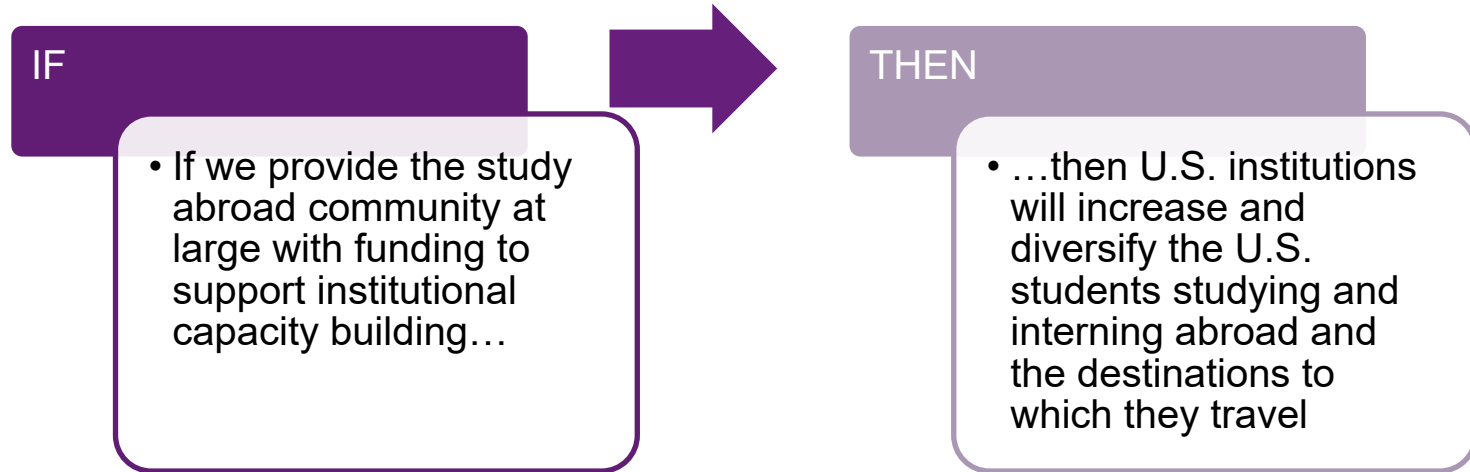 IF
• If we provide the study
abroad community at
large with funding to
support institutional
capacity building…
THEN
• …then U.S. institutions
will increase and
diversify the U.S.
students studying and
interning abroad and
the destinations to
which they travel